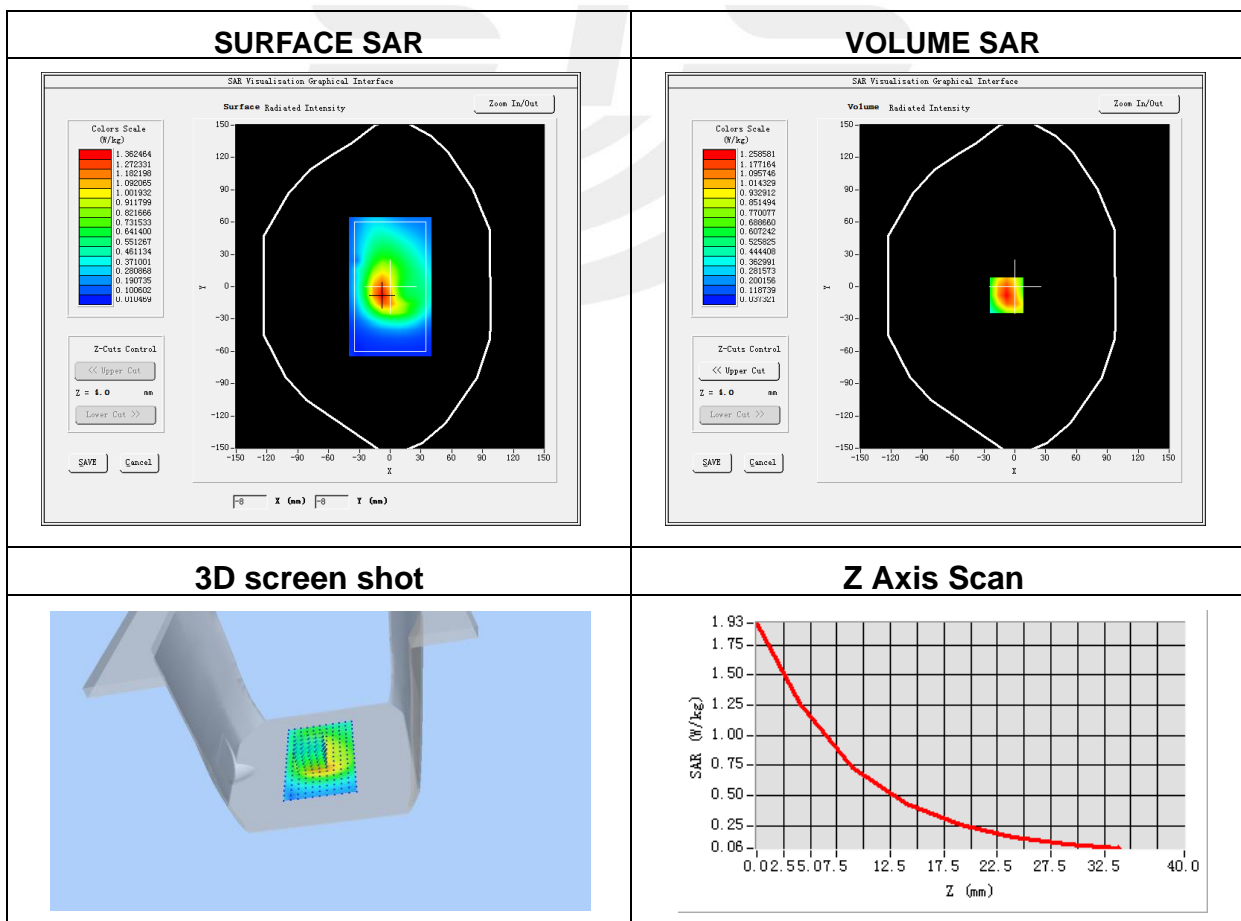 SURFACE SAR
VOLUME SAR
SAR Visualisation Graphical Interface
Surface Radiated Intensity
Zoom In/Out
Colors Scale
(W/kg)
1.362464
1.272331
1.182198
1.092065
1.001932
0.911799
0.821666
0.731533
0.641400
0.551267
0.461134
0.371001
0.280868
0.190735
0.100602
0.010469
150
120
90
60
30
0
-30
-60
-90
-120
-150
Y
-150 -120 -90 -60 -30 0 30 60 90 120 150
X
Z-Cuts Control
<< Upper Cut
Z = 4.0 mm
Lower Cut >>
SAVE Cancel
-8 X (mm) -8 Y (mm)
SAR Visualisation Graphical Interface
Volume Radiated Intensity
Zoom In/Out
Colors Scale
(W/kg)
1.258581
1.177164
1.095746
1.014329
0.932912
0.851494
0.770077
0.688660
0.607242
0.525825
0.444408
0.362991
0.281573
0.200156
0.118739
0.037321
150
120
90
60
30
0
-30
-60
-90
-120
-150
Y
-150 -120 -90 -60 -30 0 30 60 90 120 150
X
Z-Cuts Control
<< Upper Cut
Z = 4.0 mm
Lower Cut >>
SAVE Cancel
3D screen shot
Z Axis Scan
1.93
1.75
1.50
1.25
1.00
0.75
0.50
0.25
0.06
SAR (W/kg)
0.0 2.5 5.0 7.5 12.5 17.5 22.5 27.5 32.5 40.0
Z (mm)